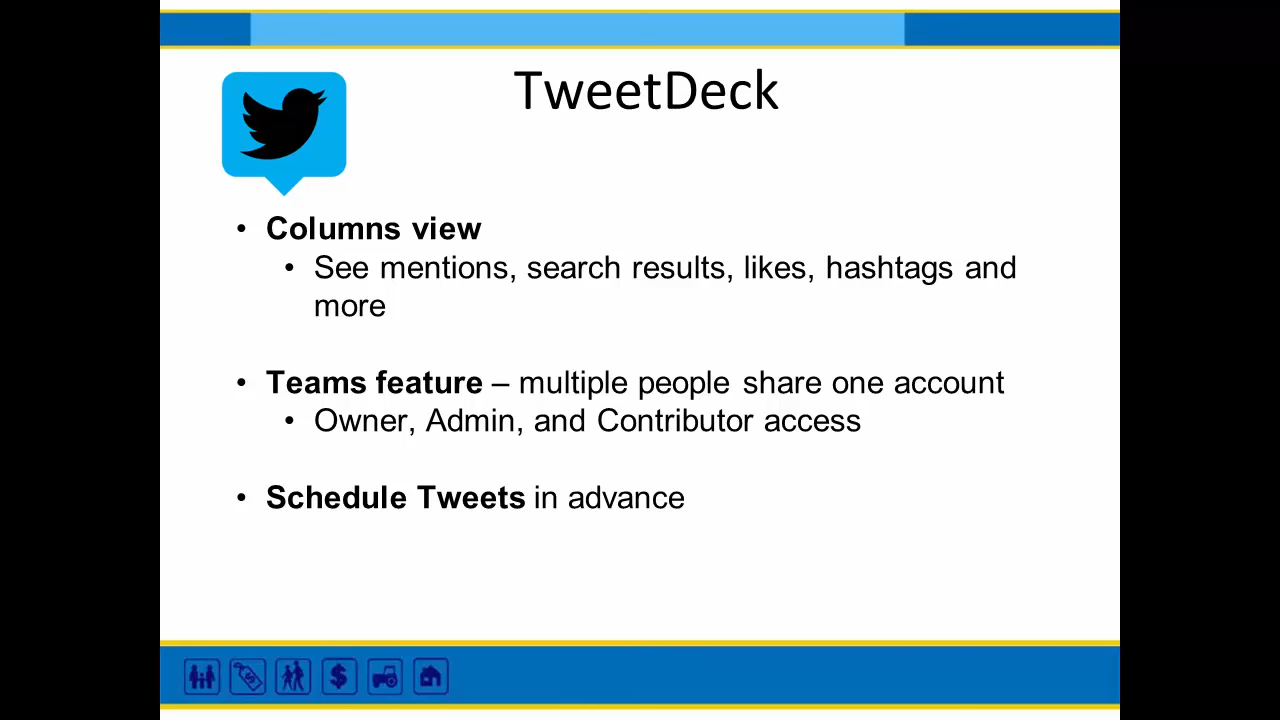 TweetDeck
• Columns view
• See mentions, search results, likes, hashtags and
more
• Teams feature – multiple people share one account
• Owner, Admin, and Contributor access
• Schedule Tweets in advance
$